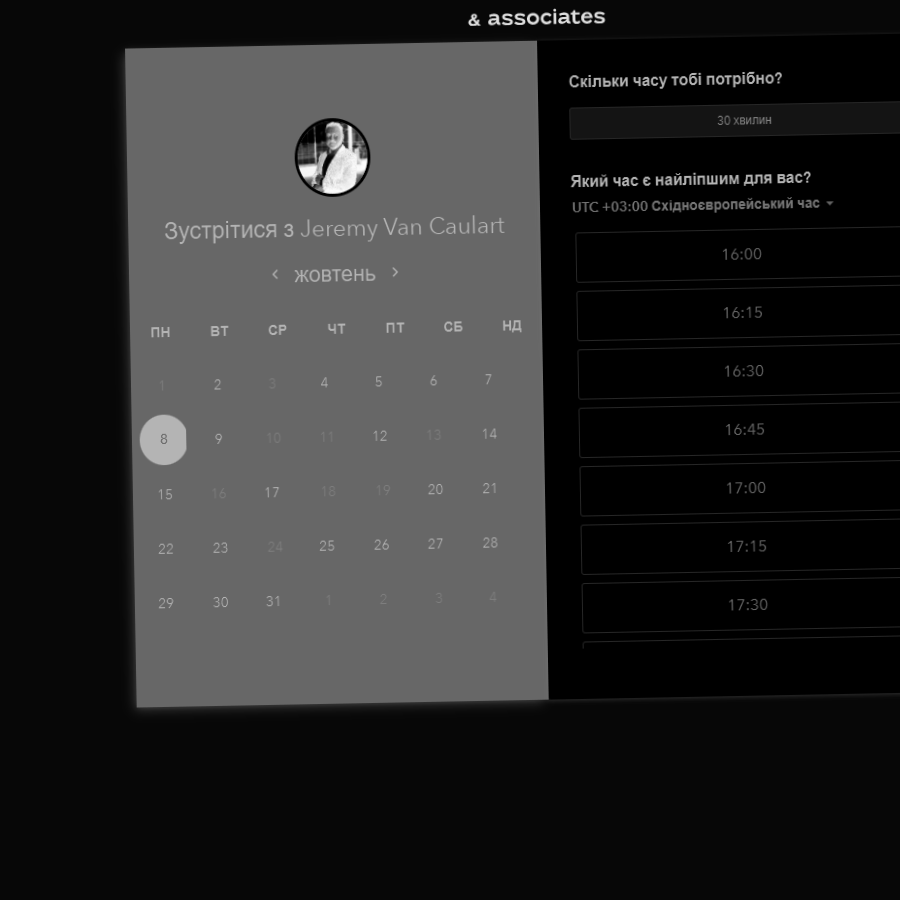 & associates
Зустрітися з Jeremy Van Caulart
жовтень
ПН ВТ СР ЧТ ПТ СБ НД
1 2 3 4 5 6 7
8 9 10 11 12 13 14
15 16 17 18 19 20 21
22 23 24 25 26 27 28
29 30 31 1 2 3 4
Скільки часу тобі потрібно?
30 хвилин
Який час є найліпшим для вас?
UTC +03:00 Східноєвропейський час
16:00
16:15
16:30
16:45
17:00
17:15
17:30